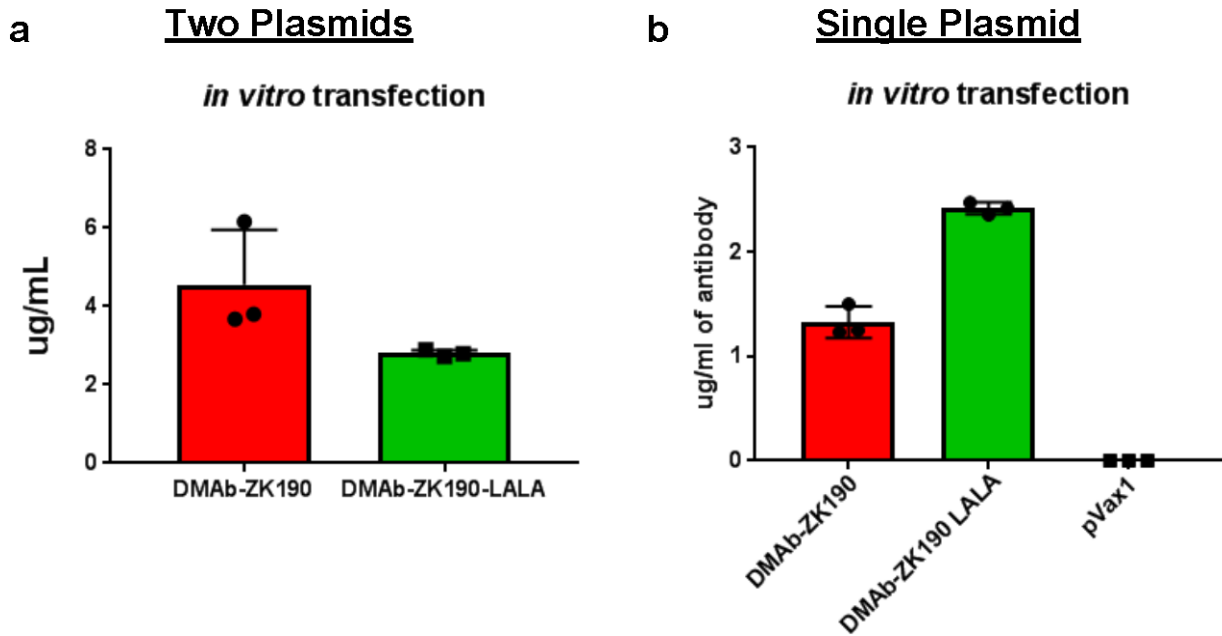 a
Two Plasmids
in vitro transfection
ug/mL
8
6
4
2
0
DMAb-ZK190
DMAb-ZK190-LALA
b
Single Plasmid
in vitro transfection
ug/ml of antibody
3
2
1
0
DMAb-ZK190
DMAb-ZK190 LALA
pVax1